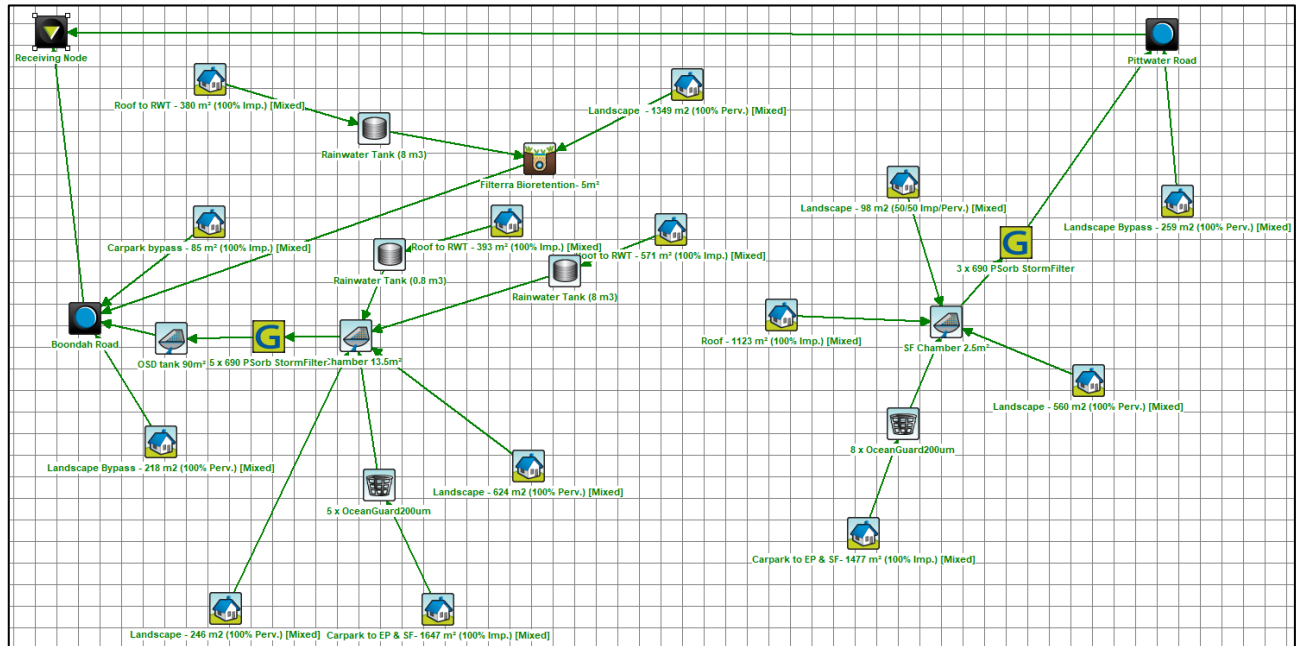 Receiving Node
Pittwater Road
Roof to RWT - 380 m² (100% Imp.) [Mixed]
Landscape - 1349 m2 (100% Perv.) [Mixed]
Rainwater Tank (8 m3)
Filterra Bioretention- 5m²
Landscape - 98 m2 (50/50 Imp/Perv.) [Mixed]
Landscape Bypass - 259 m2 (100% Perv.) [Mixed]
Carpark bypass - 85 m² (100% Imp.) [Mixed]
Roof to RWT - 393 m² (100% Imp.) [Mixed]
Roof to RWT - 571 m² (100% Imp.) [Mixed]
3 x 690 PSorb StormFilter
Rainwater Tank (0.8 m3)
Rainwater Tank (8 m3)
Boondah Road
Roof - 1123 m² (100% Imp.) [Mixed]
SF Chamber 2.5m²
OSD tank 90m²
5 x 690 PSorb StormFilter
Chamber 13.5m²
Landscape - 560 m2 (100% Perv.) [Mixed]
8 x OceanGuard200um
Landscape Bypass - 218 m2 (100% Perv.) [Mixed]
Landscape - 624 m2 (100% Perv.) [Mixed]
5 x OceanGuard200um
Carpark to EP & SF- 1477 m² (100% Imp.) [Mixed]
Landscape - 246 m2 (100% Perv.) [Mixed]
Carpark to EP & SF- 1647 m² (100% Imp.) [Mixed]
G
G